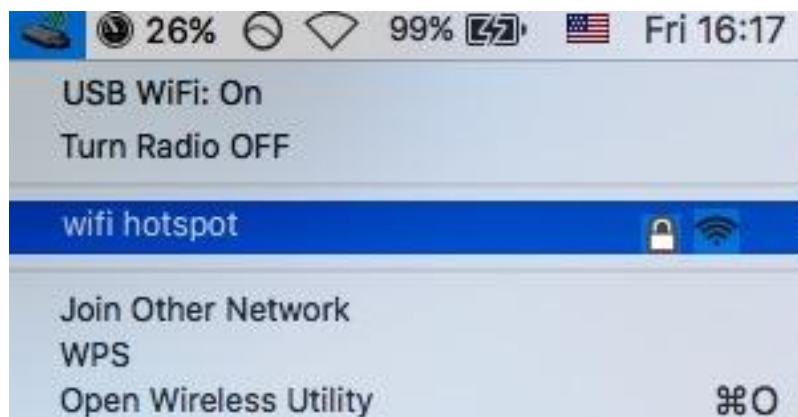 26% 99% Fri 16:17
USB WiFi: On
Turn Radio OFF
wifi hotspot
Join Other Network
WPS
Open Wireless Utility ⌘O